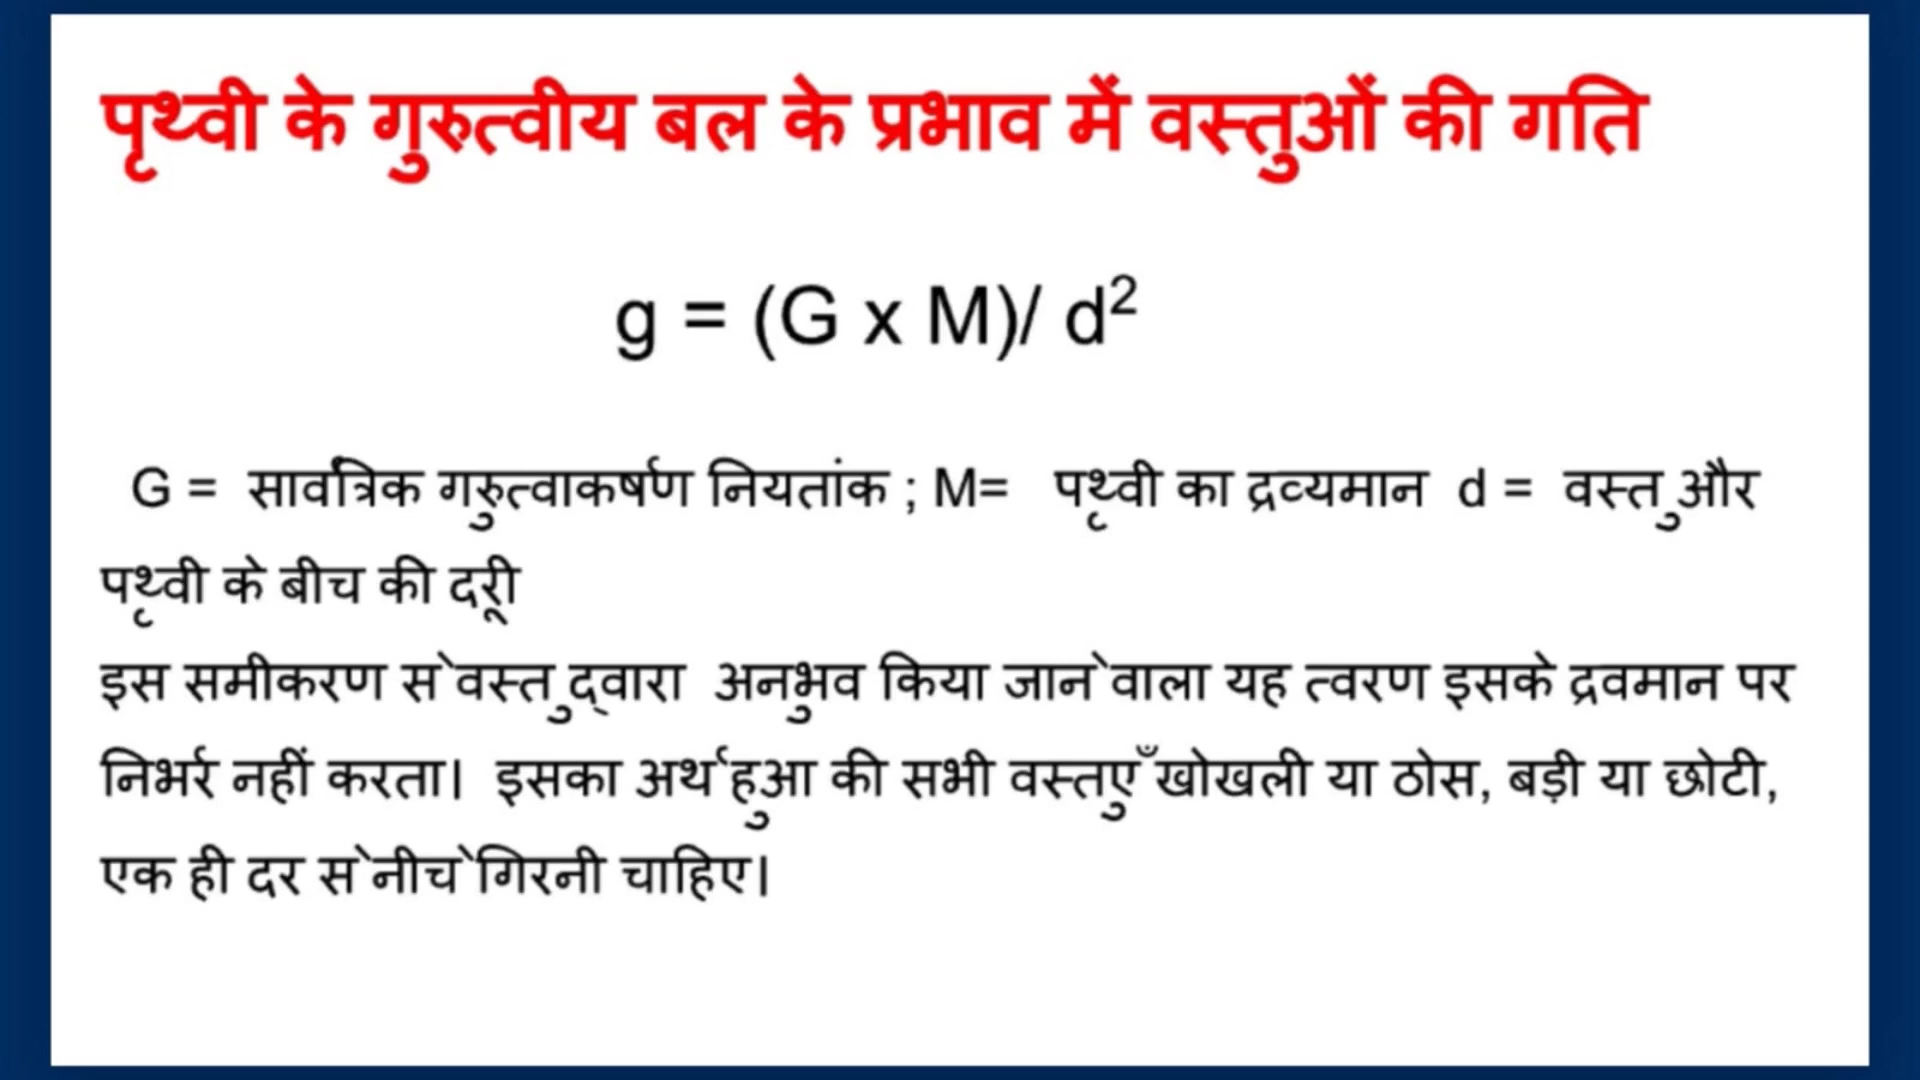 पृथ्वी के गुरुत्वीय बल के प्रभाव में वस्तुओं की गति
g = (G x M)/ d²
G = सार्वत्रिक गुरुत्वाकर्षण नियतांक ; M= पृथ्वी का द्रव्यमान d = वस्तु और
पृथ्वी के बीच की दूरी
इस समीकरण से वस्तु द्वारा अनुभव किया जाने वाला यह त्वरण इसके द्रवमान पर
निर्भर नहीं करता। इसका अर्थ हुआ की सभी वस्तुएँ खोखली या ठोस, बड़ी या छोटी,
एक ही दर से नीचे गिरनी चाहिए।